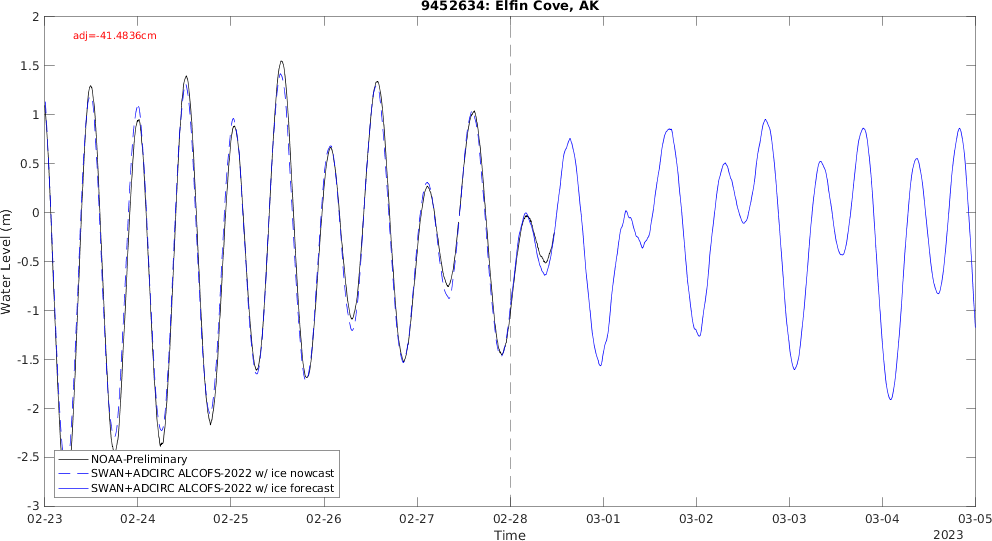 9452634: Elfin Cove, AK
adj=-41.4836cm
Water Level (m)
2
1.5
1
0.5
0
-0.5
-1
-1.5
-2
-2.5
-3
NOAA-Preliminary
SWAN+ADCIRC ALCOFS-2022 w/ ice nowcast
SWAN+ADCIRC ALCOFS-2022 w/ ice forecast
02-23 02-24 02-25 02-26 02-27 02-28 03-01 03-02 03-03 03-04 03-05
Time
2023